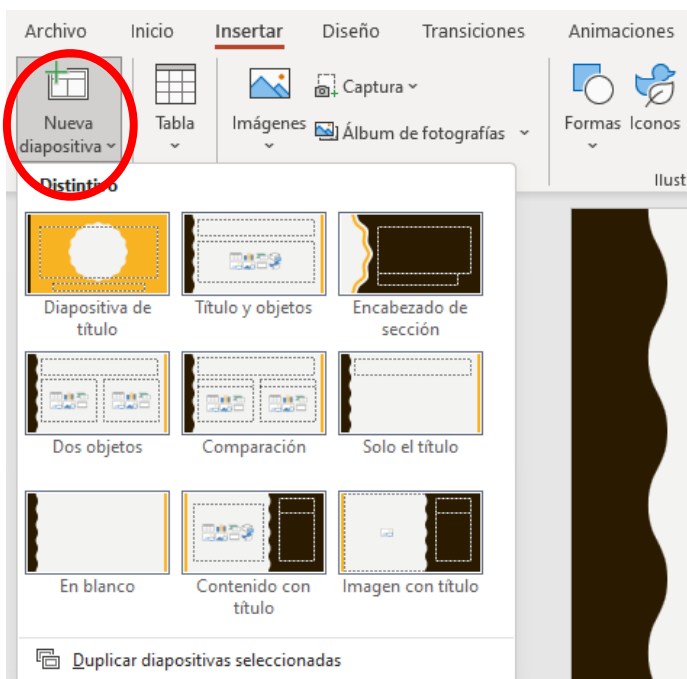 Archivo Inicio Insertar Diseño Transiciones Animaciones
Captura
Nueva diapositiva
Tabla
Imágenes
Álbum de fotografías
Formas Iconos
Ilust
Distintivo
Diapositiva de título
Título y objetos
Encabezado de sección
Dos objetos
Comparación
Solo el título
En blanco
Contenido con título
Imagen con título
Duplicar diapositivas seleccionadas